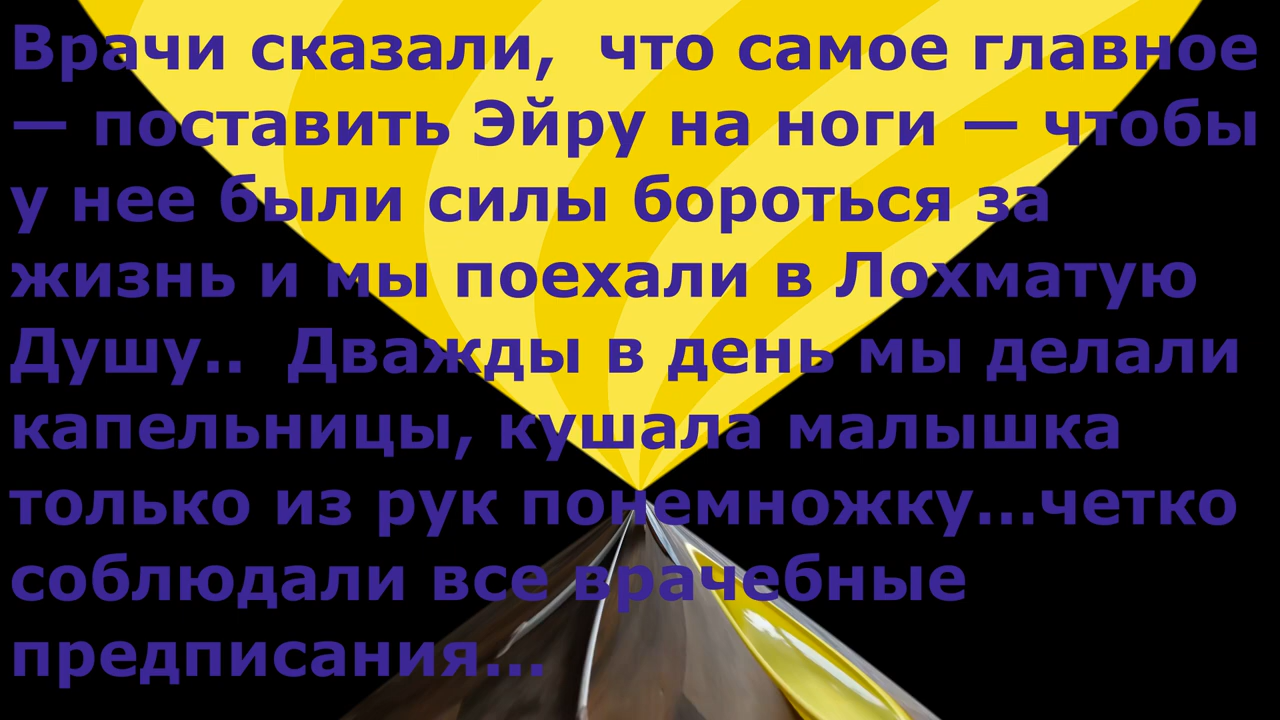 Врачи сказали,  что самое главное
— поставить Эйру на ноги — чтобы
у нее были силы бороться за
жизнь и мы поехали в Лохматую
Душу..  Дважды в день мы делали
капельницы, кушала малышка
только из рук понемножку...четко
соблюдали все врачебные
предписания...